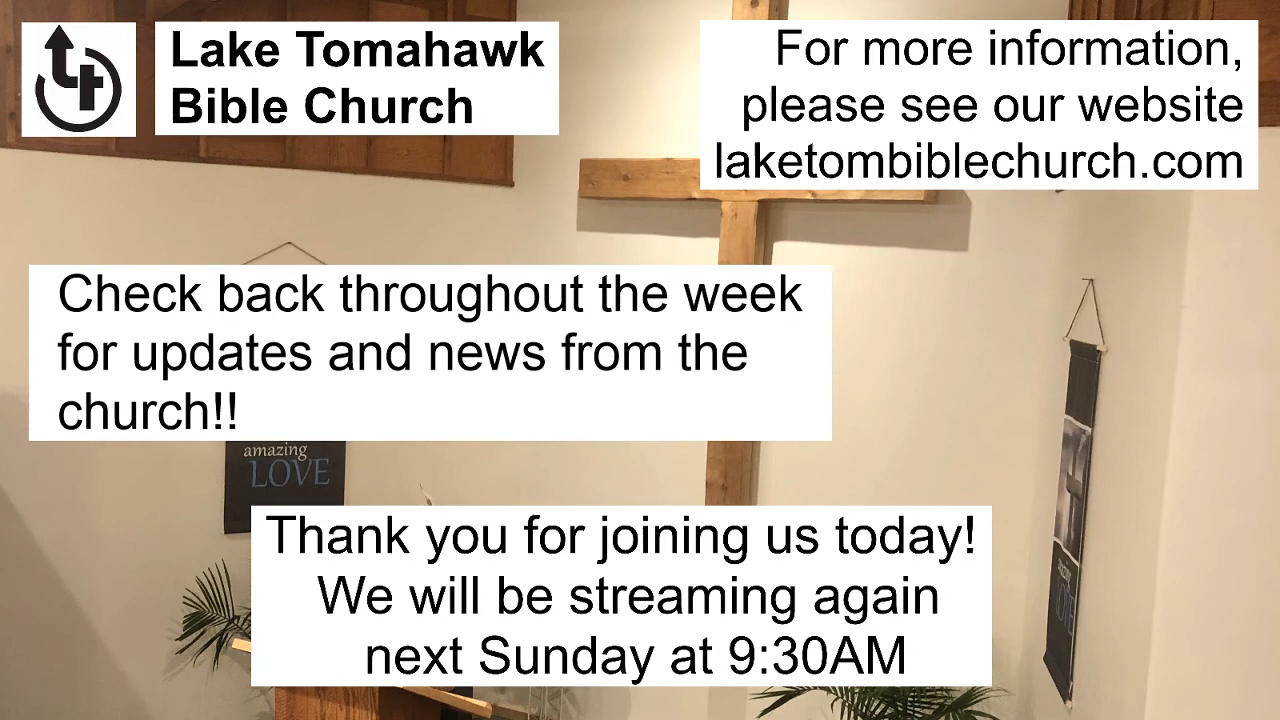 Lake Tomahawk
Bible Church
For more information,
please see our website
laketombiblechurch.com
Check back throughout the week
for updates and news from the
church!!
amazing
LOVE
Thank you for joining us today!
We will be streaming again
next Sunday at 9:30AM
amazing
LOVE